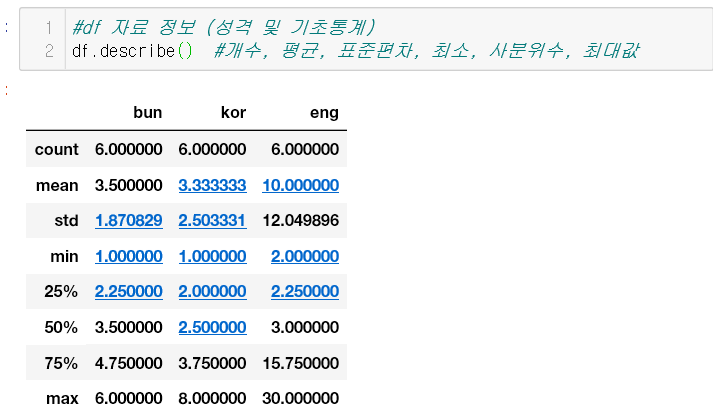 1 #df 자료 정보 (성격 및 기초통계)
2 df.describe() #개수, 평균, 표준편차, 최소, 사분위수, 최대값
bun kor eng
count 6.000000 6.000000 6.000000
mean 3.500000 3.333333 10.000000
std 1.870829 2.503331 12.049896
min 1.000000 1.000000 2.000000
25% 2.250000 2.000000 2.250000
50% 3.500000 2.500000 3.000000
75% 4.750000 3.750000 15.750000
max 6.000000 8.000000 30.000000